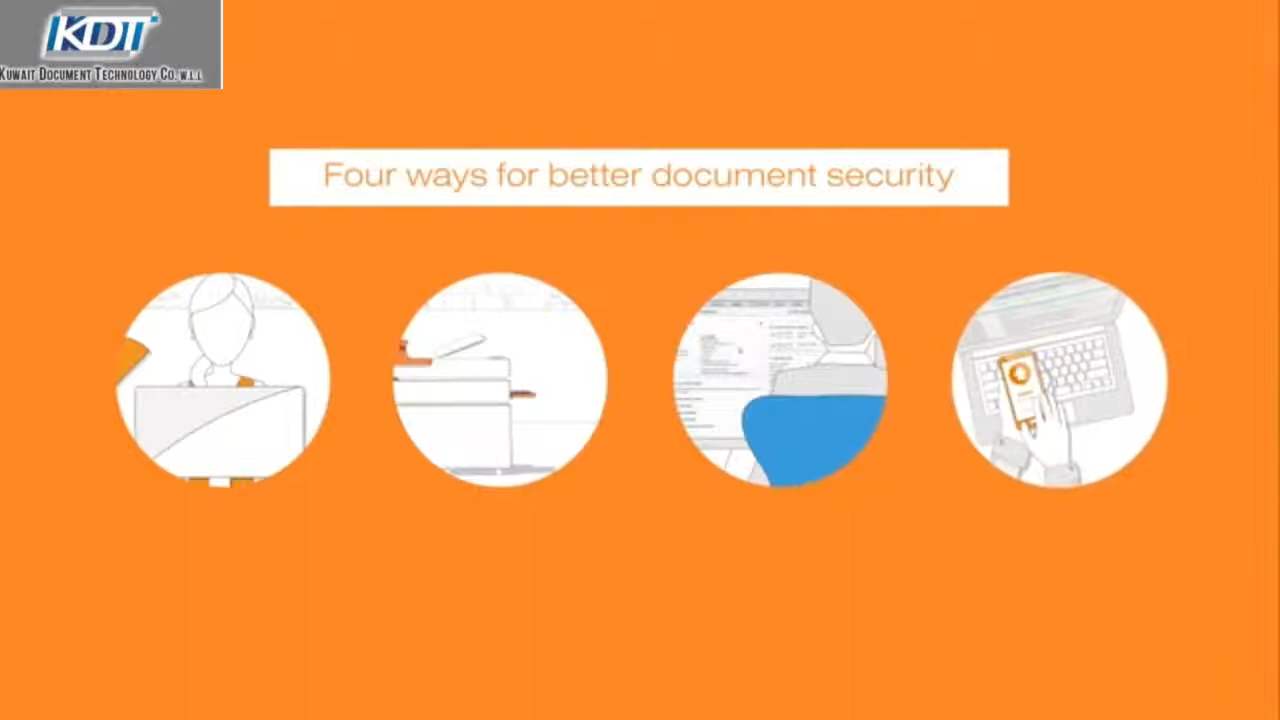 KDT
KUWAIT DOCUMENT TECHNOLOGY CO. W.L.L
Four ways for better document security